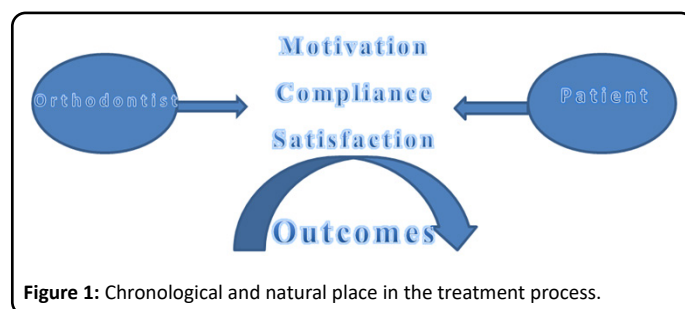 Motivation
Orthodontist
Compliance
Patient
Satisfaction
Outcomes
Figure 1: Chronological and natural place in the treatment process.